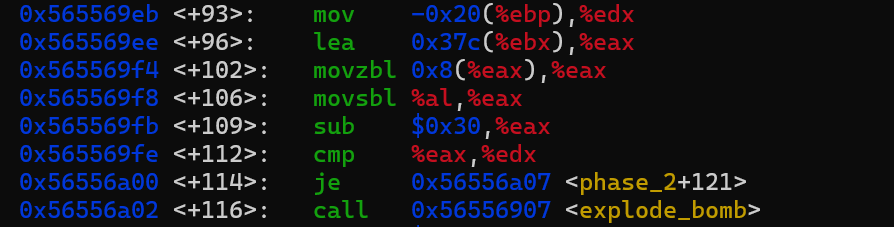 0x565569eb <+93>: mov -0x20(%ebp),%edx
0x565569ee <+96>: lea 0x37c(%ebx),%eax
0x565569f4 <+102>: movzbl 0x8(%eax),%eax
0x565569f8 <+106>: movsbl %al,%eax
0x565569fb <+109>: sub $0x30,%eax
0x565569fe <+112>: cmp %eax,%edx
0x56556a00 <+114>: je 0x56556a07 <phase_2+121>
0x56556a02 <+116>: call 0x56556907 <explode_bomb>